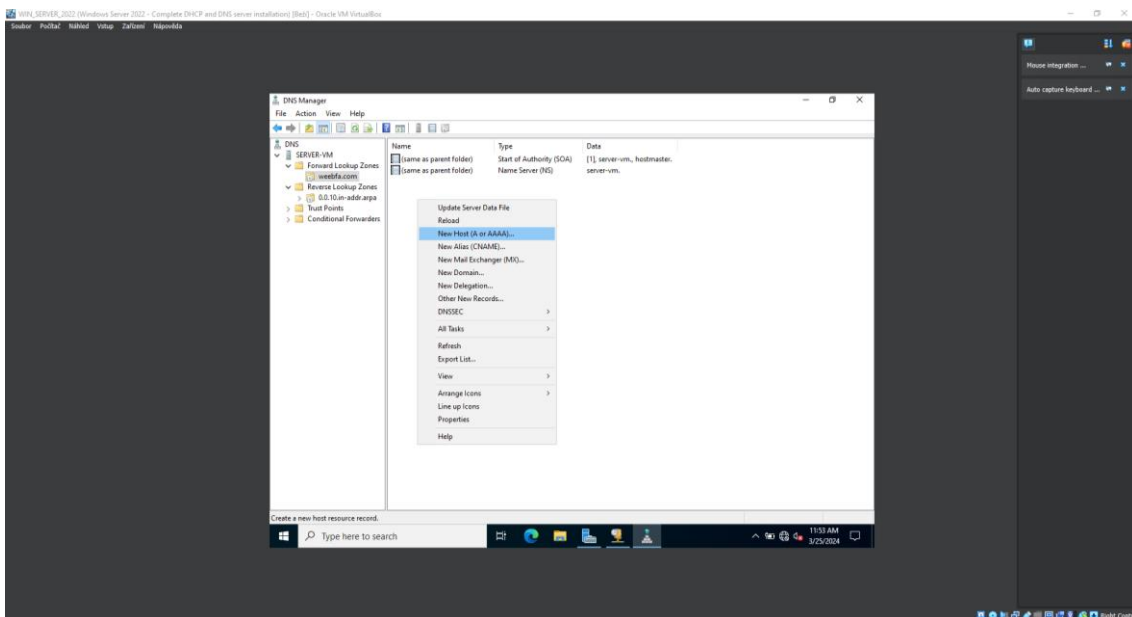 WIN_SERVER_2022 (Windows Server 2022 - Complete DHCP and DNS server installation) [Běží] - Oracle VM VirtualBox
Soubor Počítač Náhled Vstup Zařízení Nápověda
Mouse integration ...
Auto capture keyboard ...
DNS Manager
File Action View Help
DNS
SERVER-VM
Forward Lookup Zones
weebfa.com
Reverse Lookup Zones
0.0.10.in-addr.arpa
Trust Points
Conditional Forwarders
Name Type Data
(same as parent folder) Start of Authority (SOA) [1], server-vm., hostmaster.
(same as parent folder) Name Server (NS) server-vm.
Update Server Data File
Reload
New Host (A or AAAA)...
New Alias (CNAME)...
New Mail Exchanger (MX)...
New Domain...
New Delegation...
Other New Records...
DNSSEC
All Tasks
Refresh
Export List...
View
Arrange Icons
Line up Icons
Properties
Help
Create a new host resource record.
Type here to search
11:53 AM
3/25/2024
Right Cont